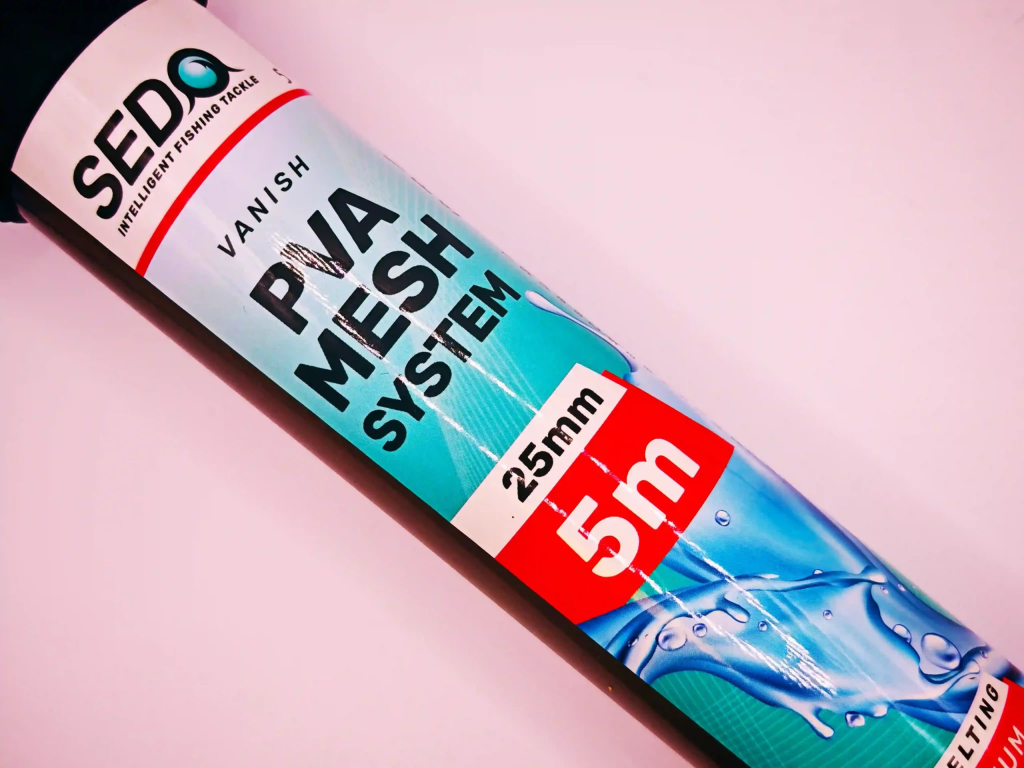 SEDO
INTELLIGENT FISHING TACKLE
VANISH
PVA
MESH
SYSTEM
25mm
5m